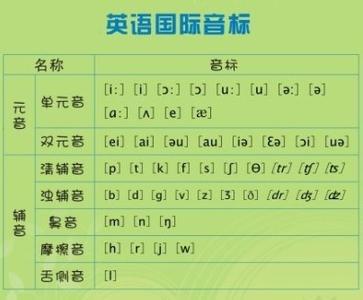 英语国际音标
名称 音标
元音 单元音 [i:] [i] [ɔ:] [ɔ] [u:] [u] [ə:] [ə]
[ɑ:] [ʌ] [e] [æ]
双元音 [ei] [ai] [əu] [au] [iə] [Ɛə] [ɔi] [uə]
辅音 清辅音 [p] [t] [k] [f] [s] [ʃ] [Θ] [tr] [tʃ] [ts]
浊辅音 [b] [d] [g] [v] [z] [Ʒ] [ð] [dr] [dʒ] [dz]
鼻音 [m] [n] [ŋ]
摩擦音 [h] [r] [j] [w]
舌侧音 [l]